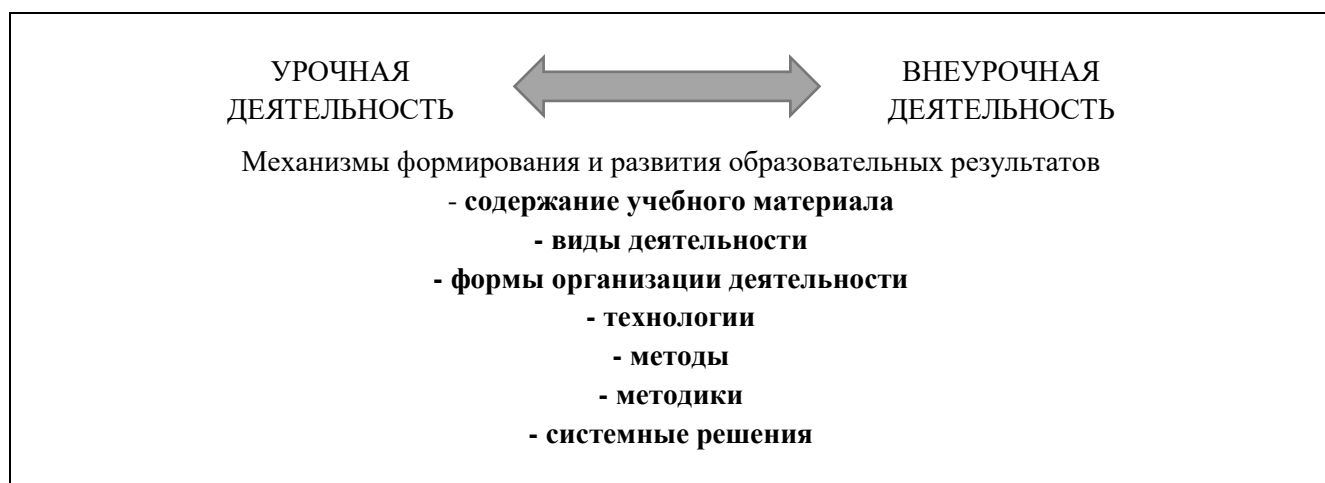 УРОЧНАЯ
ДЕЯТЕЛЬНОСТЬ
ВНЕУРОЧНАЯ
ДЕЯТЕЛЬНОСТЬ
Механизмы формирования и развития образовательных результатов
- содержание учебного материала
- виды деятельности
- формы организации деятельности
- технологии
- методы
- методики
- системные решения